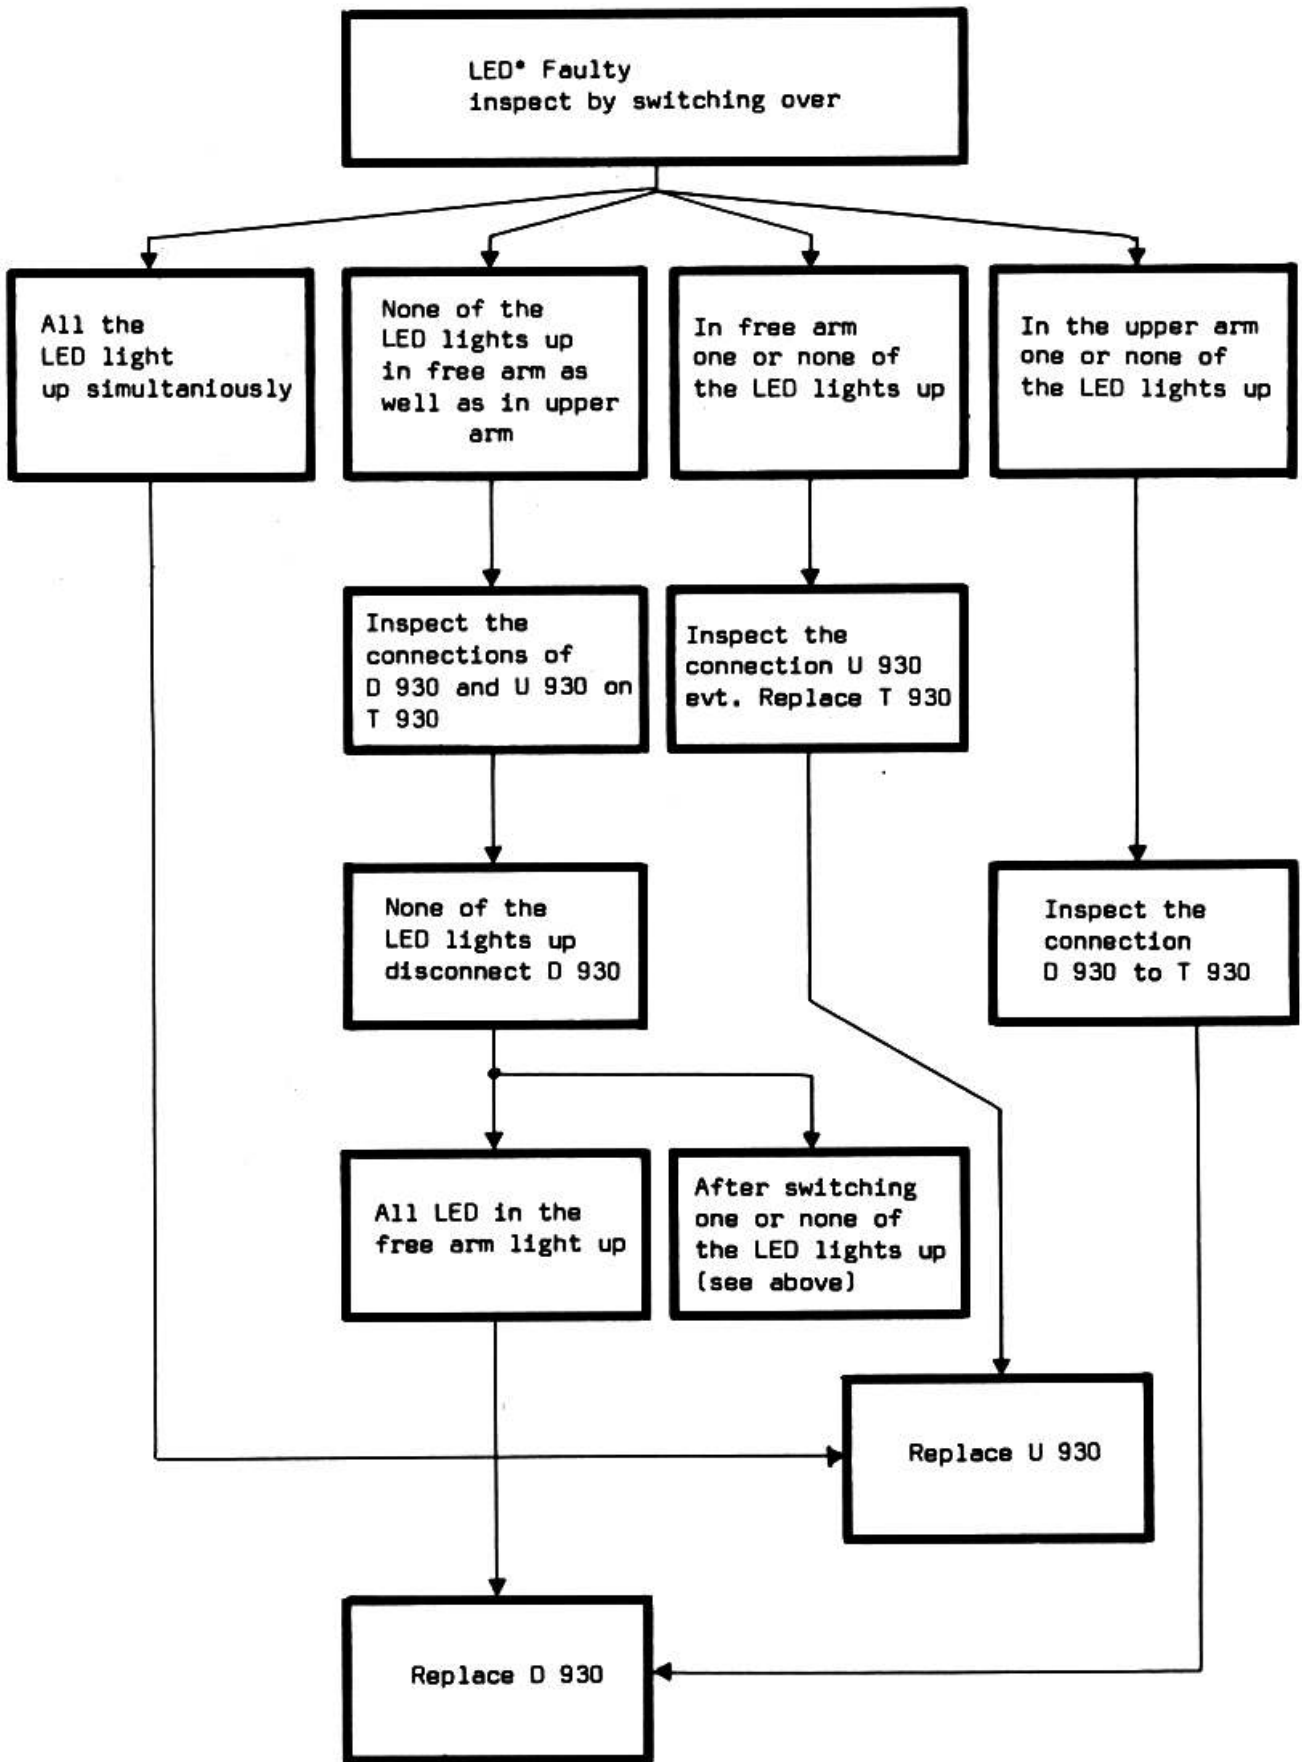 LED* Faulty
inspect by switching over
All the
LED light
up simultaniously
None of the
LED lights up
in free arm as
well as in upper
arm
In free arm
one or none of
the LED lights up
In the upper arm
one or none of
the LED lights up
Inspect the
connections of
D 930 and U 930 on
T 930
Inspect the
connection U 930
evt. Replace T 930
None of the
LED lights up
disconnect D 930
Inspect the
connection
D 930 to T 930
All LED in the
free arm light up
After switching
one or none of
the LED lights up
(see above)
Replace U 930
Replace D 930